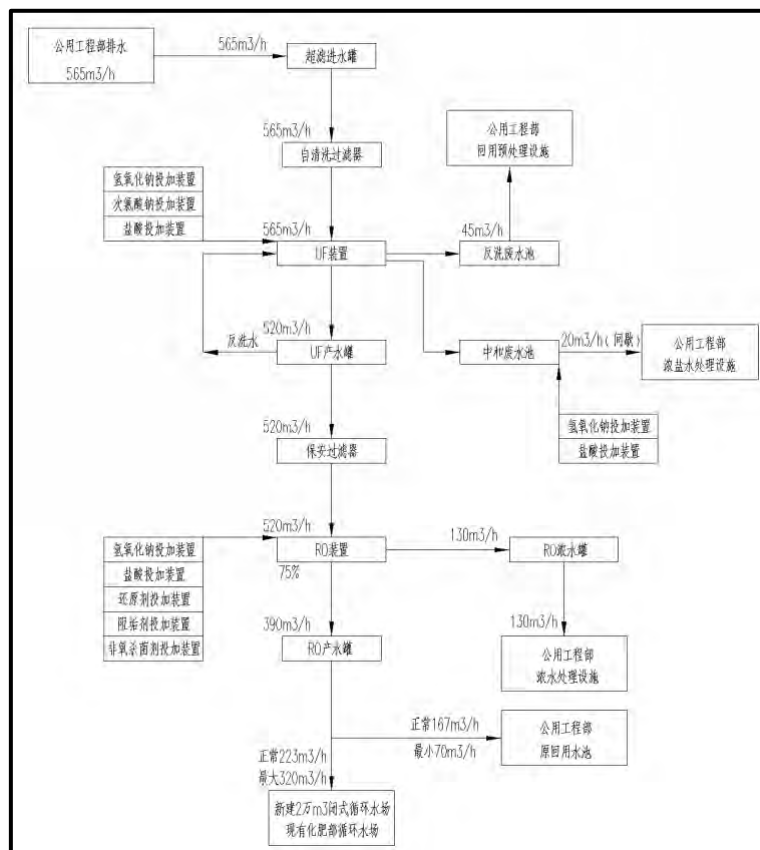 公用工程部排水
565m3/h
565m3/h
超滤进水罐
565m3/h
自清洗过滤器
公用工程部
回用预处理设施
氢氧化钠投加装置
次氯酸钠投加装置
盐酸投加装置
565m3/h
UF装置
45m3/h
反洗废水池
反洗水
520m3/h
UF产水罐
中和废水池
20m3/h(间歇)
公用工程部
浓盐水处理设施
520m3/h
保安过滤器
氢氧化钠投加装置
盐酸投加装置
氢氧化钠投加装置
盐酸投加装置
还原剂投加装置
阻垢剂投加装置
非氧杀菌剂投加装置
520m3/h
RO装置
75%
130m3/h
RO浓水罐
390m3/h
RO产水罐
130m3/h
公用工程部
浓水处理设施
正常167m3/h
最小70m3/h
公用工程部
原回用水池
正常223m3/h
最大320m3/h
新建2万m3闭式循环水场
现有化肥部循环水场